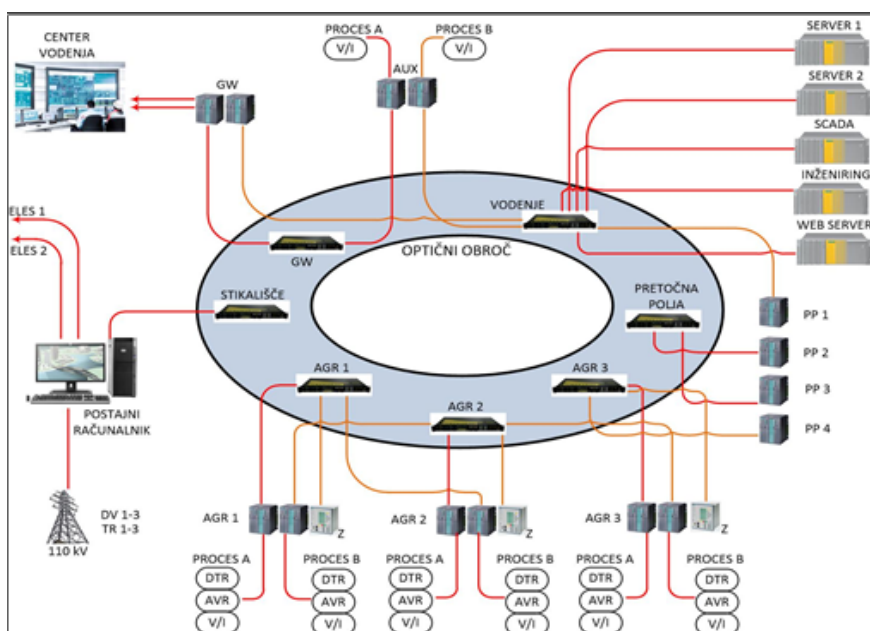 CENTER
VODENJA
GW
PROCES A
V/I
PROCES B
V/I
AUX
SERVER 1
SERVER 2
SCADA
INŽENIRING
WEB SERVER
VODENJE
OPTIČNI OBROČ
GW
ELES 1
ELES 2
STIKALIŠČE
PRETOČNA
POLJA
PP 1
PP 2
PP 3
PP 4
AGR 1
AGR 2
AGR 3
POSTAJNI
RAČUNALNIK
DV 1-3
TR 1-3
110 kV
AGR 1
Z
AGR 2
Z
AGR 3
Z
PROCES A
DTR
AVR
V/I
PROCES B
DTR
AVR
V/I
PROCES A
DTR
AVR
V/I
PROCES B
DTR
AVR
V/I
PROCES A
DTR
AVR
V/I
PROCES B
DTR
AVR
V/I